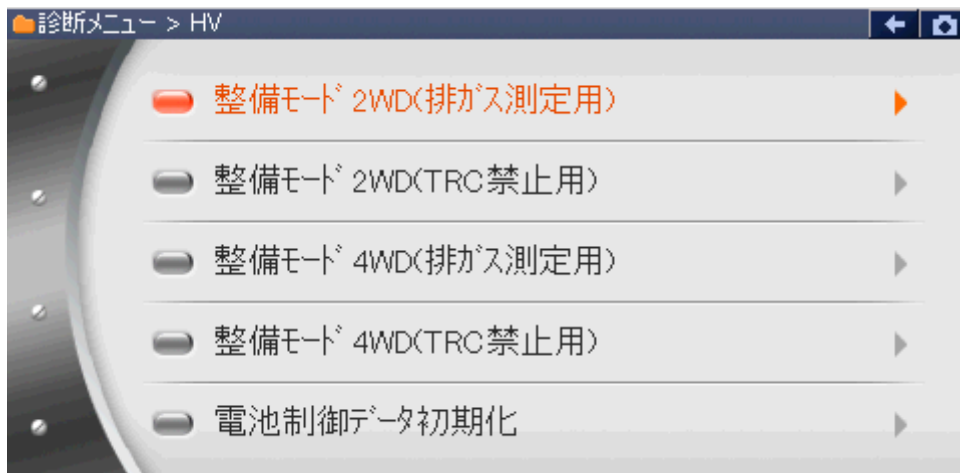 診断ﾒﾆｭｰ > HV
整備ﾓｰﾄﾞ 2WD(排ｶﾞｽ測定用)
整備ﾓｰﾄﾞ 2WD(TRC禁止用)
整備ﾓｰﾄﾞ 4WD(排ｶﾞｽ測定用)
整備ﾓｰﾄﾞ 4WD(TRC禁止用)
電池制御ﾃﾞｰﾀ初期化